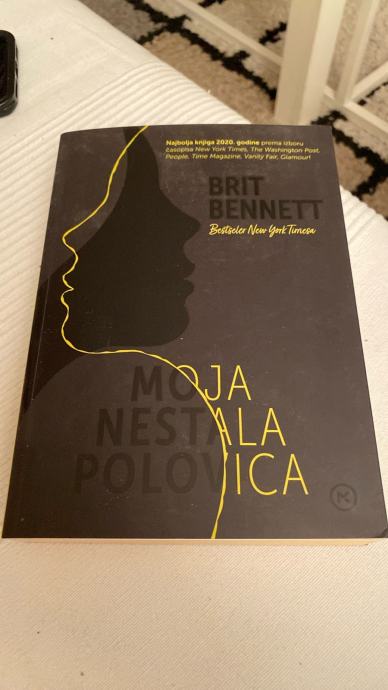 Najbolja knjiga 2020. godine prema izboru
časopisa New York Times, The Washington Post,
People, Time Magazine, Vanity Fair, Glamour!
BRIT
BENNETT
Bestseler New York Timesa
MOJA
NESTALA
POLOVICA